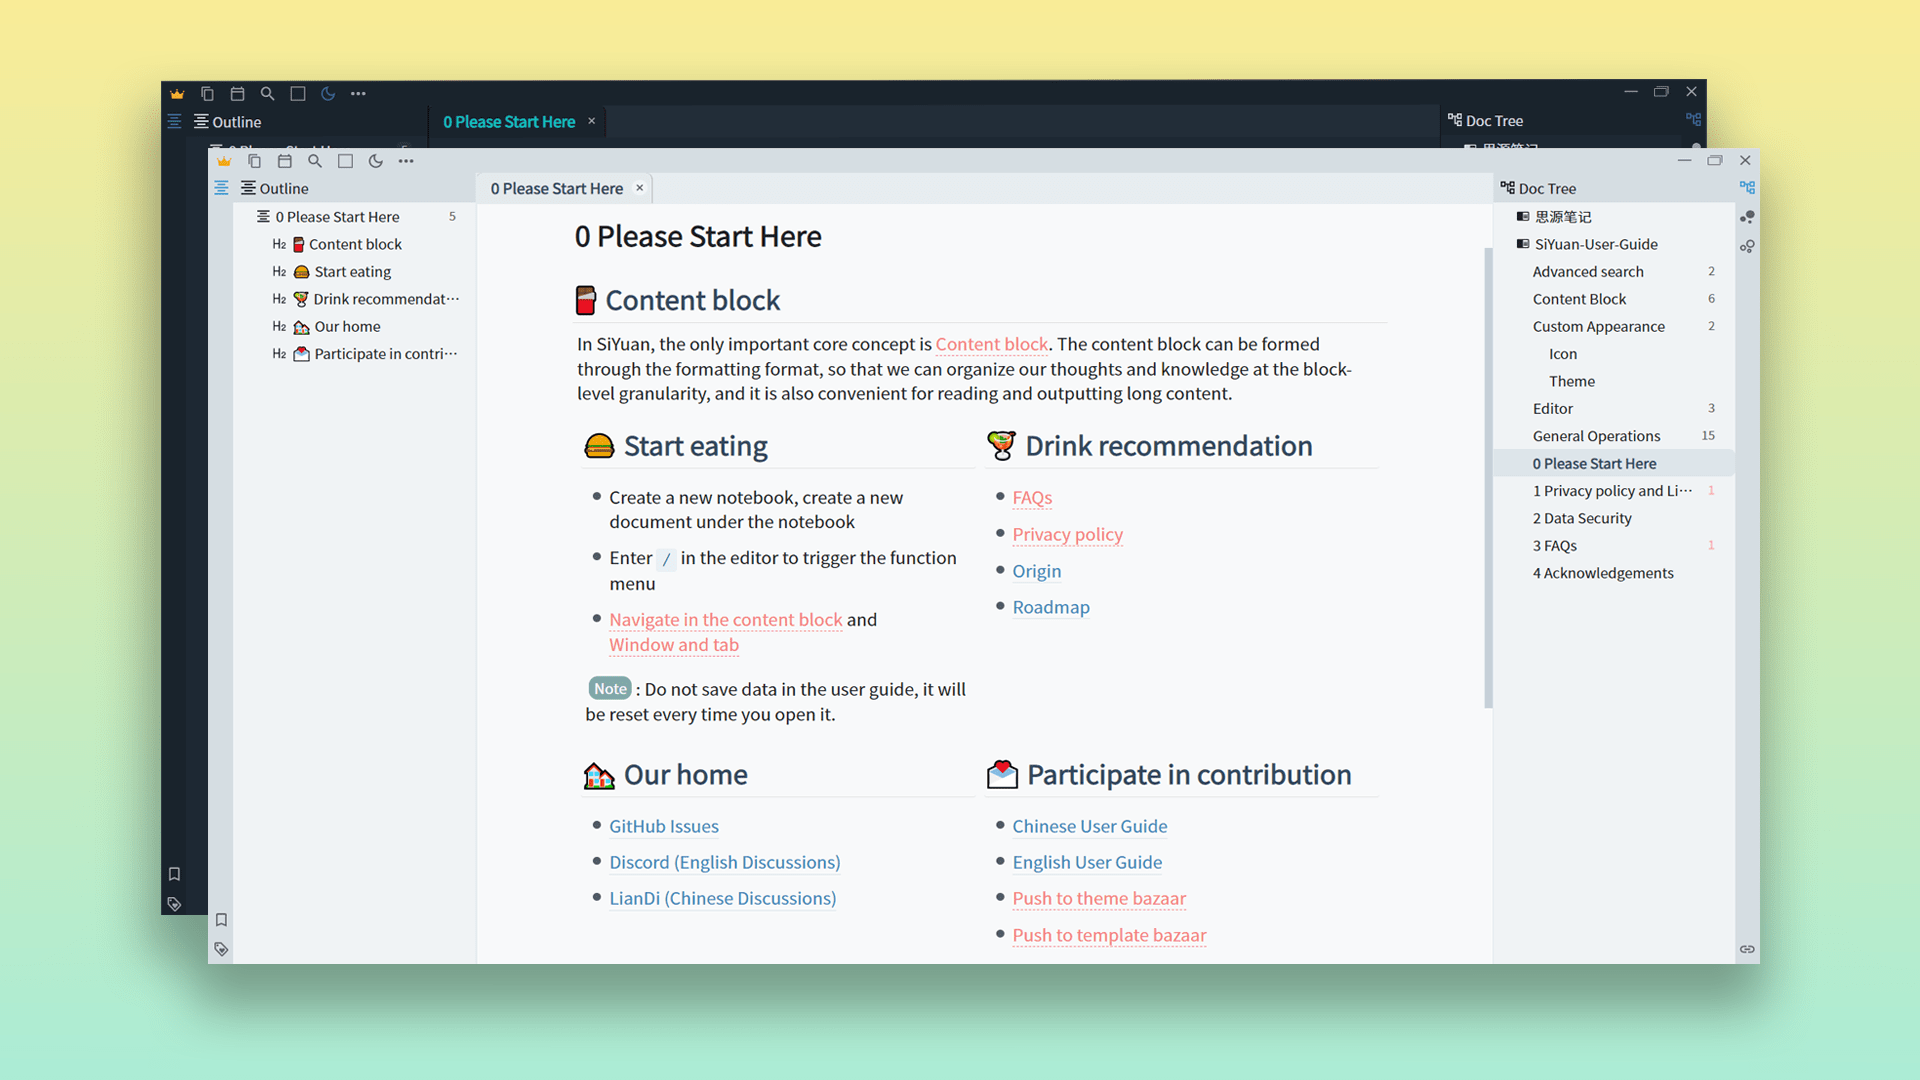 Outline
0 Please Start Here
Doc Tree
Outline
0 Please Start Here 5
H2 Content block
H2 Start eating
H2 Drink recommendat···
H2 Our home
H2 Participate in contri···
0 Please Start Here
0 Please Start Here
Content block
In SiYuan, the only important core concept is Content block. The content block can be formed
through the formatting format, so that we can organize our thoughts and knowledge at the block-
level granularity, and it is also convenient for reading and outputting long content.
Start eating
Create a new notebook, create a new
document under the notebook
Enter / in the editor to trigger the function
menu
Navigate in the content block and
Window and tab
Note : Do not save data in the user guide, it will
be reset every time you open it.
Drink recommendation
FAQs
Privacy policy
Origin
Roadmap
Our home
GitHub Issues
Discord (English Discussions)
LianDi (Chinese Discussions)
Participate in contribution
Chinese User Guide
English User Guide
Push to theme bazaar
Push to template bazaar
Doc Tree
思源笔记
SiYuan-User-Guide
Advanced search 2
Content Block 6
Custom Appearance 2
Icon
Theme
Editor 3
General Operations 15
0 Please Start Here
1 Privacy policy and Li··· 1
2 Data Security
3 FAQs 1
4 Acknowledgements